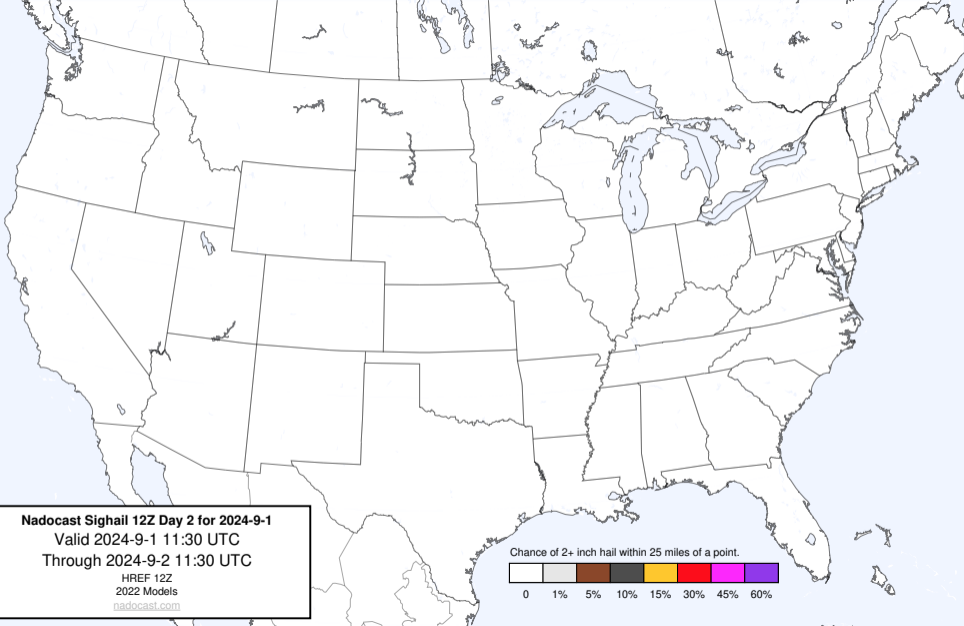 Nadocast Sighail 12Z Day 2 for 2024-9-1
Valid 2024-9-1 11:30 UTC
Through 2024-9-2 11:30 UTC
HREF 12Z
2022 Models
nadocast.com
Chance of 2+ inch hail within 25 miles of a point.
0 1% 5% 10% 15% 30% 45% 60%